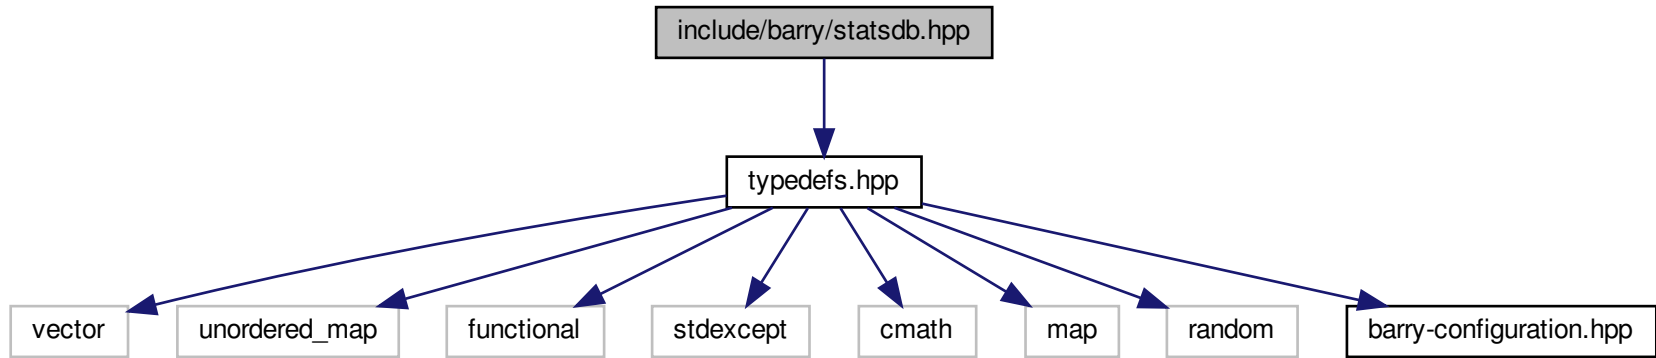 include/barry/statsdb.hpp
typedefs.hpp
vector
unordered_map
functional
stdexcept
cmath
map
random
barry-configuration.hpp